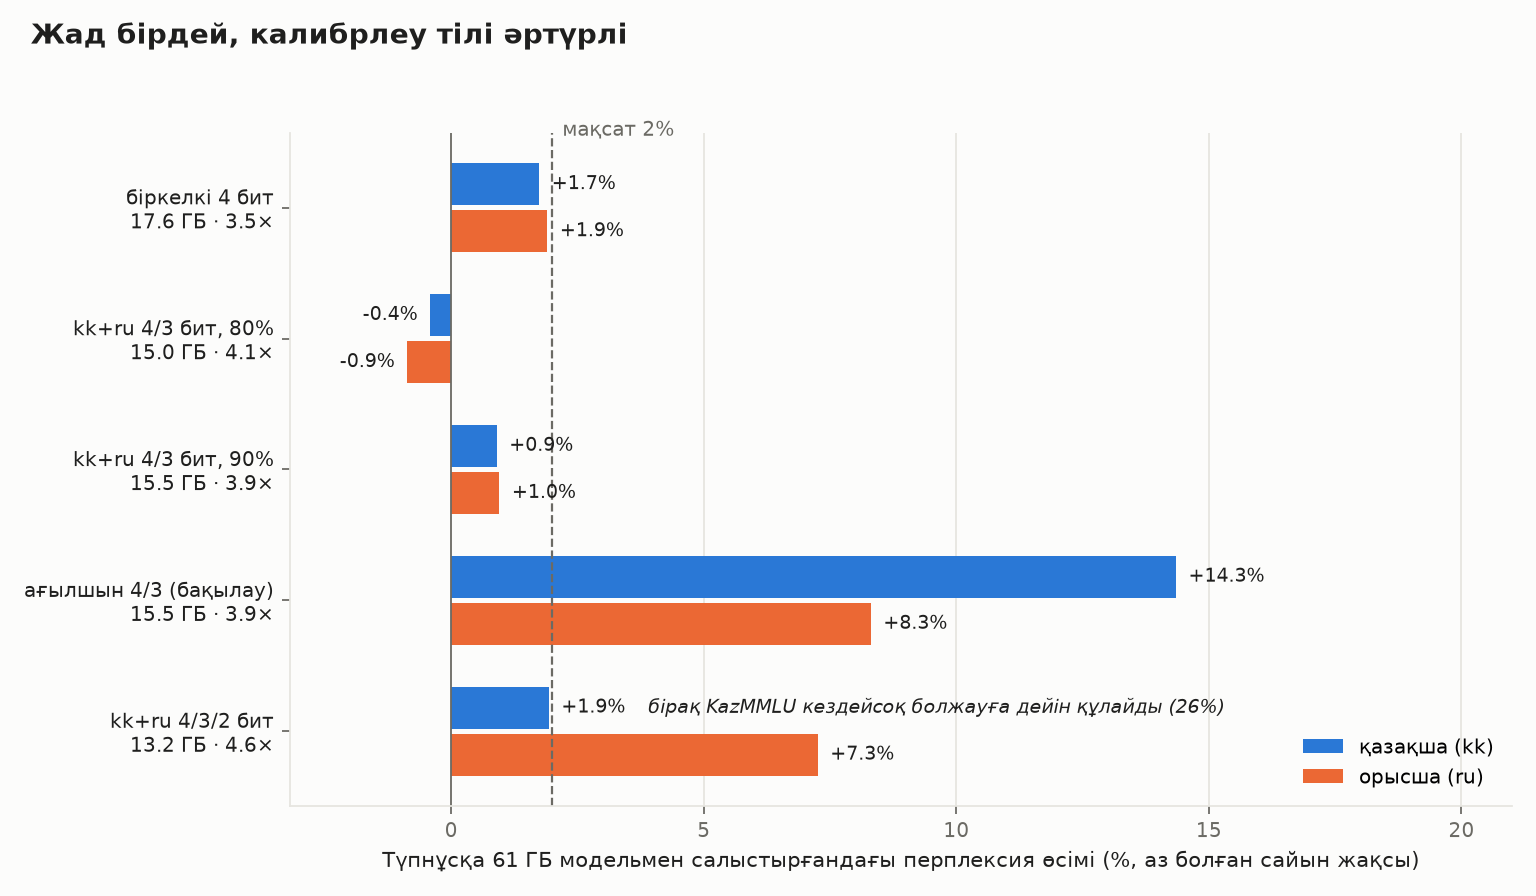 Жад бірдей, калибрлеу тілі әртүрлі
мақсат 2%
біркелкі 4 бит
17.6 ГБ · 3.5×
+1.7%
+1.9%
kk+ru 4/3 бит, 80%
15.0 ГБ · 4.1×
-0.4%
-0.9%
kk+ru 4/3 бит, 90%
15.5 ГБ · 3.9×
+0.9%
+1.0%
ағылшын 4/3 (бақылау)
15.5 ГБ · 3.9×
+14.3%
+8.3%
kk+ru 4/3/2 бит
13.2 ГБ · 4.6×
+1.9% бірақ KazMMLU кездейсоқ болжауға дейін құлайды (26%)
+7.3%
қазақша (kk)
орысша (ru)
0 5 10 15 20
Түпнұсқа 61 ГБ модельмен салыстырғандағы перплексия өсімі (%, аз болған сайын жақсы)